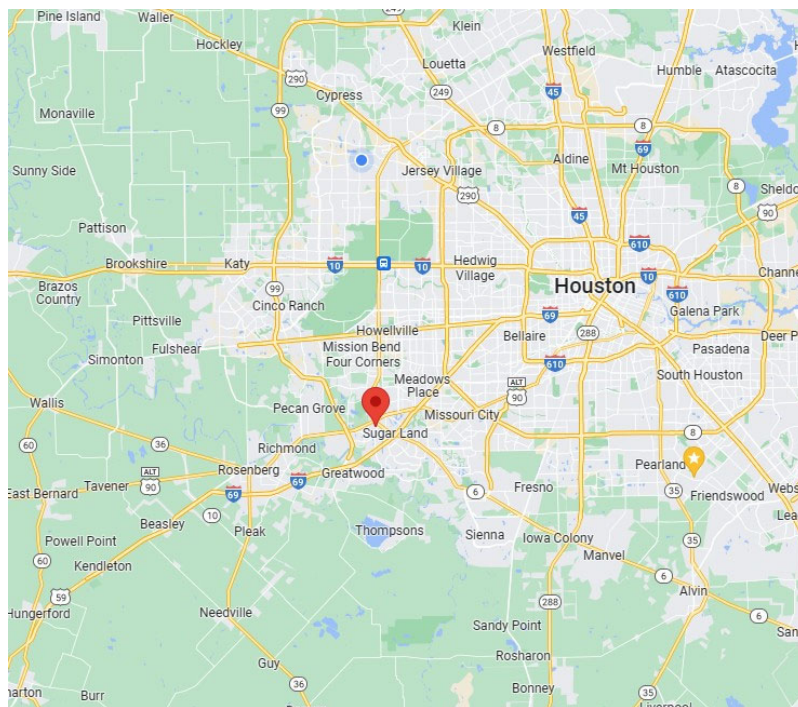 Pine Island
Waller
Klein
Hockley
Westfield
Louetta
Humble
Atascocita
290
249
45
69
Cypress
99
Monaville
8
8
Aldine
69
Mt Houston
Sunny Side
Jersey Village
8
290
45
90
Pattison
610
Brookshire
Katy
10
10
Hedwig
Village
10
Brazos
Country
99
Cinco Ranch
Houston
610
69
Galena Park
Pittsville
Howellville
Bellaire
288
Fulshear
Mission Bend
Four Corners
Pasadena
Simonton
610
South Houston
Meadows
Place
ALT
90
Wallis
Pecan Grove
Missouri City
60
36
Richmond
Sugar Land
8
Rosenberg
Greatwood
Pearland
ALT
90
Tavener
East Bernard
69
69
6
Fresno
35
Friendswood
10
Beasley
Pleak
Thompsons
Sienna
Iowa Colony
Powell Point
35
Manvel
60
Kendleton
6
59
288
Alvin
Hungerford
Needville
6
Sandy Point
Guy
Rosharon
36
Burr
Bonney
35